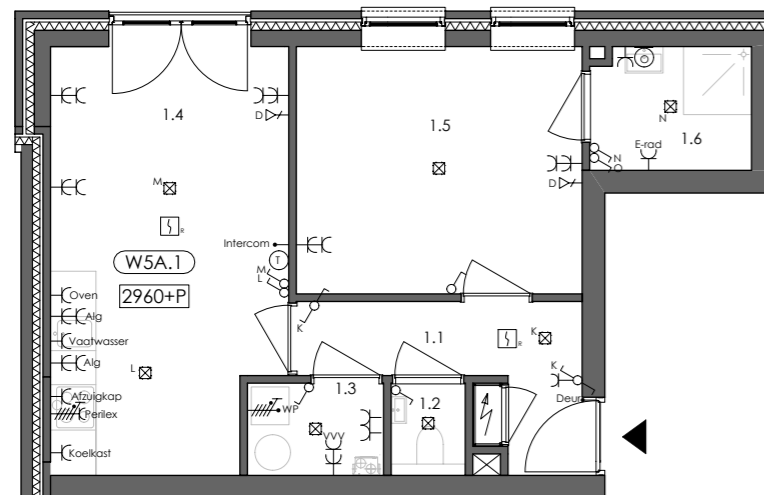 1.4
D
1.5
N
1.6
E-rad
N
O
D
M
R
Intercom
T
W5A.1
M
L
2960+P
Oven
Alg
K
1.1
R
K
Vaatwasser
Alg
L
K
Afzuigkap
1.3
1.2
Deur
WP
Perilex
VVV
Koelkast